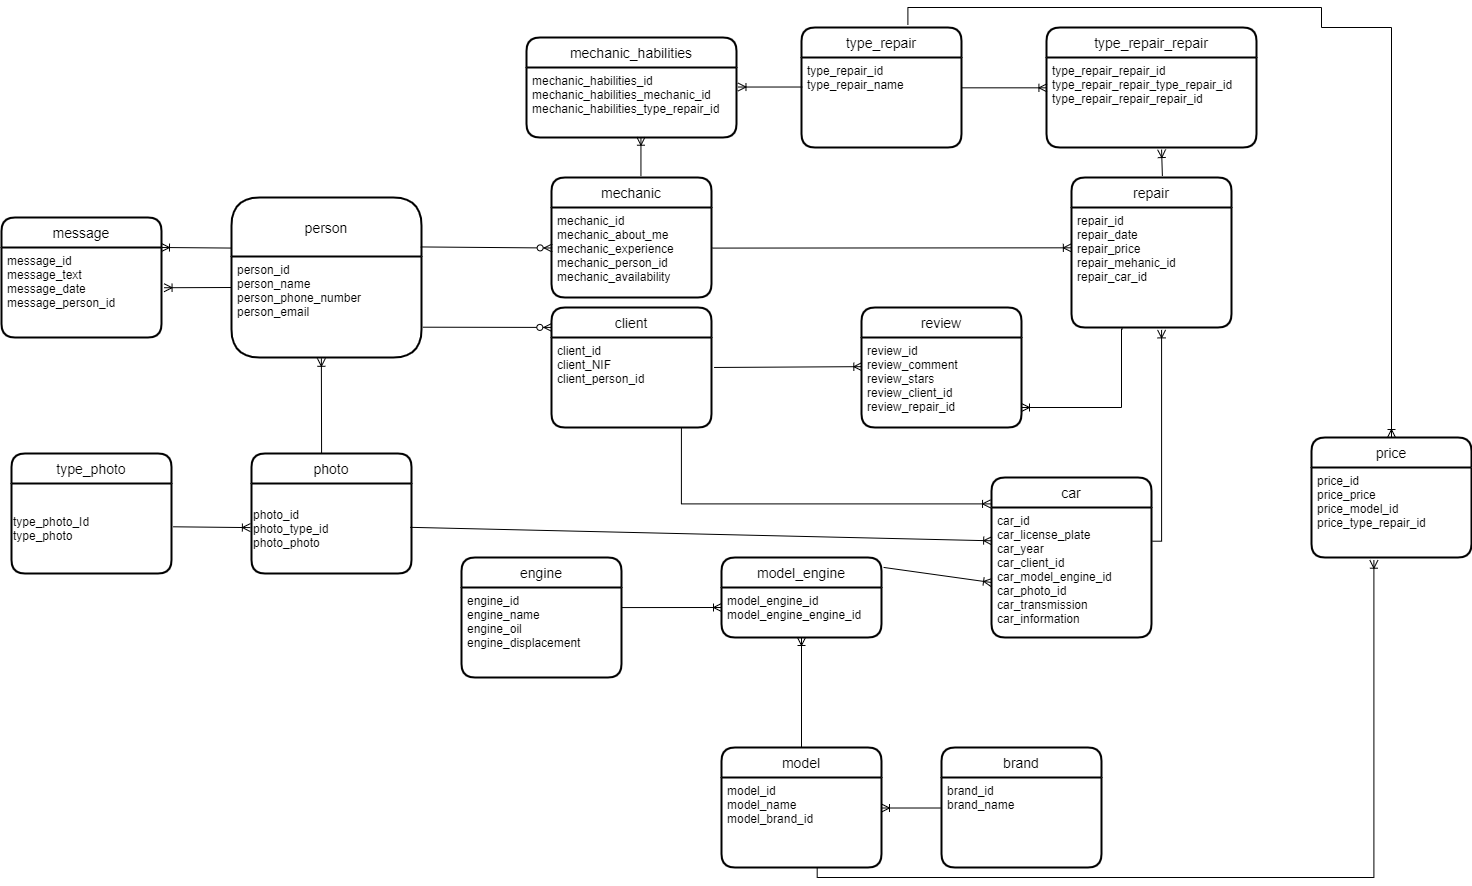 mechanic_habilities
mechanic_habilities_id
mechanic_habilities_mechanic_id
mechanic_habilities_type_repair_id
type_repair
type_repair_id
type_repair_name
type_repair_repair
type_repair_repair_id
type_repair_repair_type_repair_id
type_repair_repair_repair_id
message
message_id
message_text
message_date
message_person_id
person
person_id
person_name
person_phone_number
person_email
mechanic
mechanic_id
mechanic_about_me
mechanic_experience
mechanic_person_id
mechanic_availability
repair
repair_id
repair_date
repair_price
repair_mehanic_id
repair_car_id
client
client_id
client_NIF
client_person_id
review
review_id
review_comment
review_stars
review_client_id
review_repair_id
type_photo
type_photo_Id
type_photo
photo
photo_id
photo_type_id
photo_photo
car
car_id
car_license_plate
car_year
car_client_id
car_model_engine_id
car_photo_id
car_transmission
car_information
price
price_id
price_price
price_model_id
price_type_repair_id
engine
engine_id
engine_name
engine_oil
engine_displacement
model_engine
model_engine_id
model_engine_engine_id
model
model_id
model_name
model_brand_id
brand
brand_id
brand_name